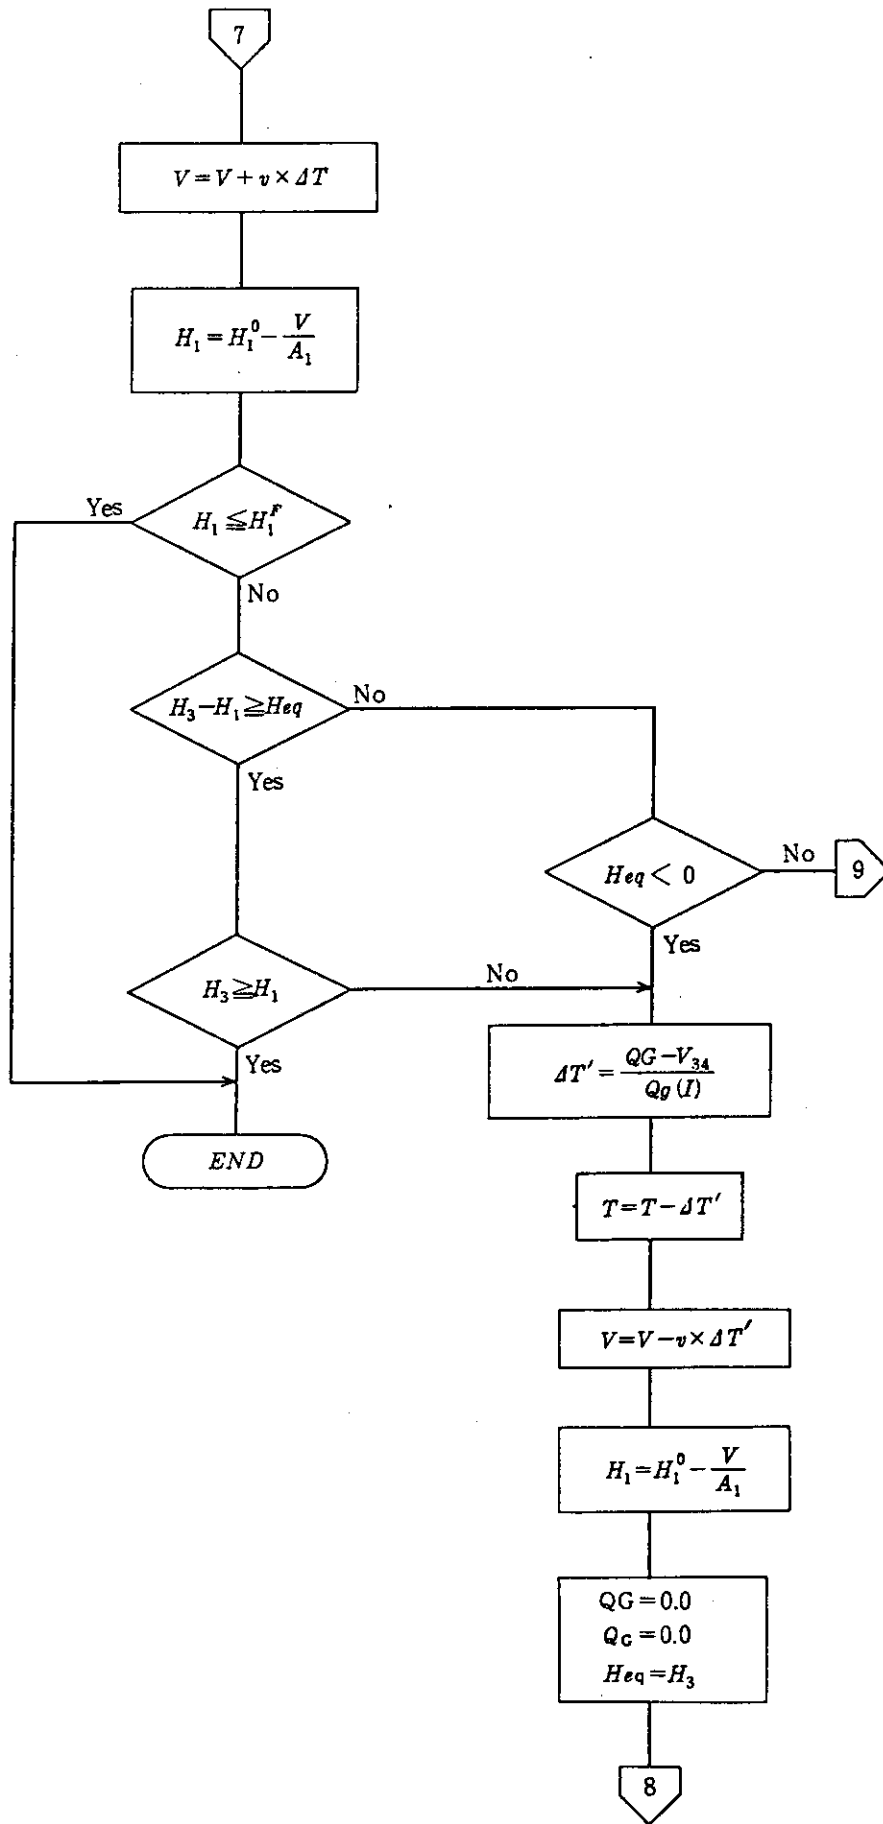 7
V = V + v × ΔT
H₁ = H₁⁰ − V/A₁
Yes
H₁ ≦ H₁ᶠ
No
H₃−H₁ ≧ Heq
No
Yes
Heq < 0
No
9
Yes
H₃ ≧ H₁
No
Yes
ΔT′ = (QG−V₃₄)/Qg(I)
END
T = T − ΔT′
V = V − v × ΔT′
H₁ = H₁⁰ − V/A₁
QG = 0.0
Q_G = 0.0
Heq = H₃
8